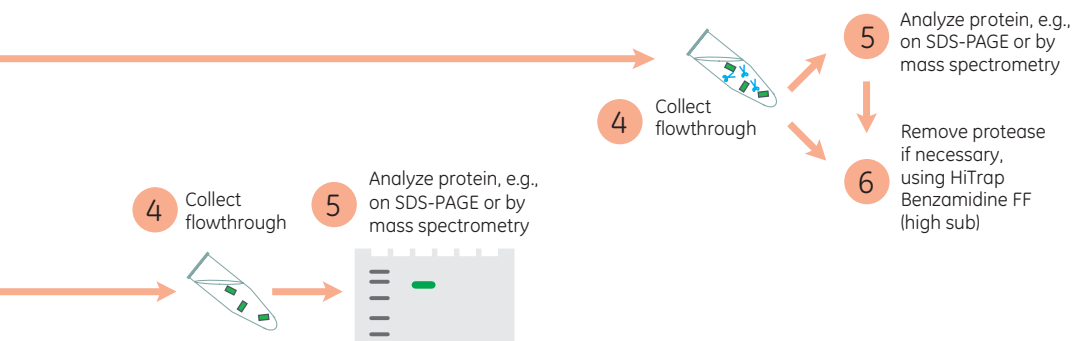 5
Analyze protein, e.g.,
on SDS-PAGE or by
mass spectrometry
4
Collect
flowthrough
6
Remove protease
if necessary,
using HiTrap
Benzamidine FF
(high sub)
4
Collect
flowthrough
5
Analyze protein, e.g.,
on SDS-PAGE or by
mass spectrometry